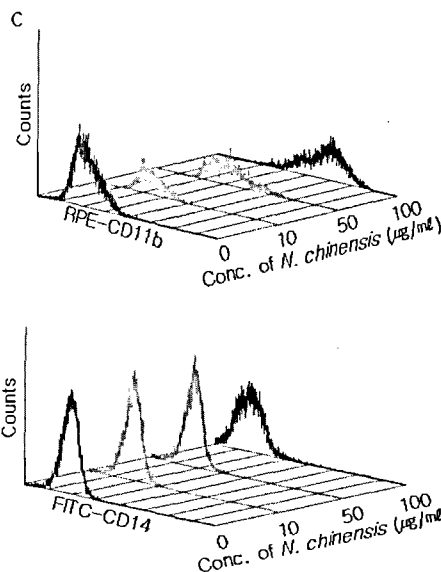 C
Counts
RPE-CD11b
0
10
50
100
Conc. of N. chinensis (μg/mℓ)
Counts
FITC-CD14
0
10
50
100
Conc. of N. chinensis (μg/mℓ)